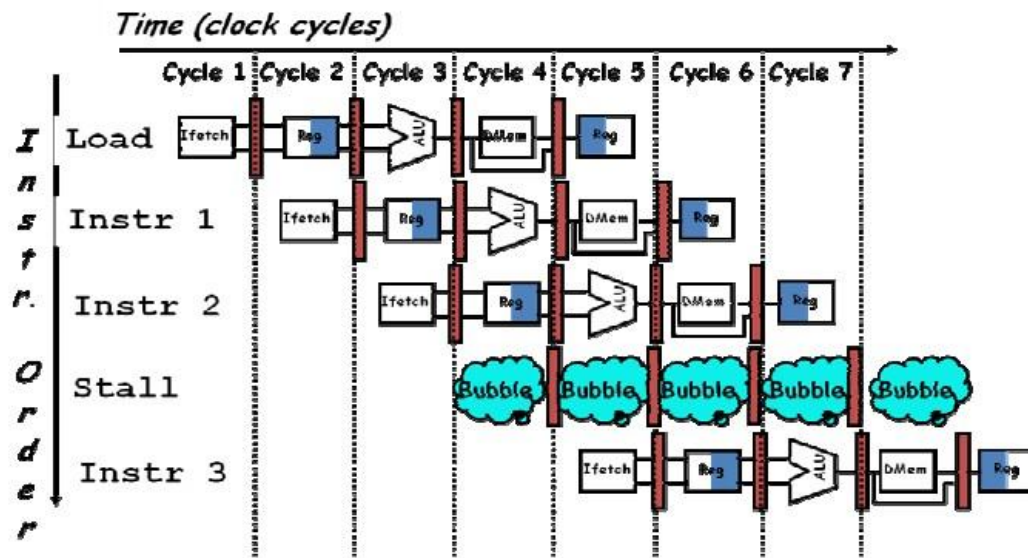 Time (clock cycles)
Cycle 1 Cycle 2 Cycle 3 Cycle 4 Cycle 5 Cycle 6 Cycle 7
Instr. Order
Load Ifetch Reg ALU DMem Reg
Instr 1 Ifetch Reg ALU DMem Reg
Instr 2 Ifetch Reg ALU DMem Reg
Stall Bubble Bubble Bubble Bubble Bubble
Instr 3 Ifetch Reg ALU DMem Reg